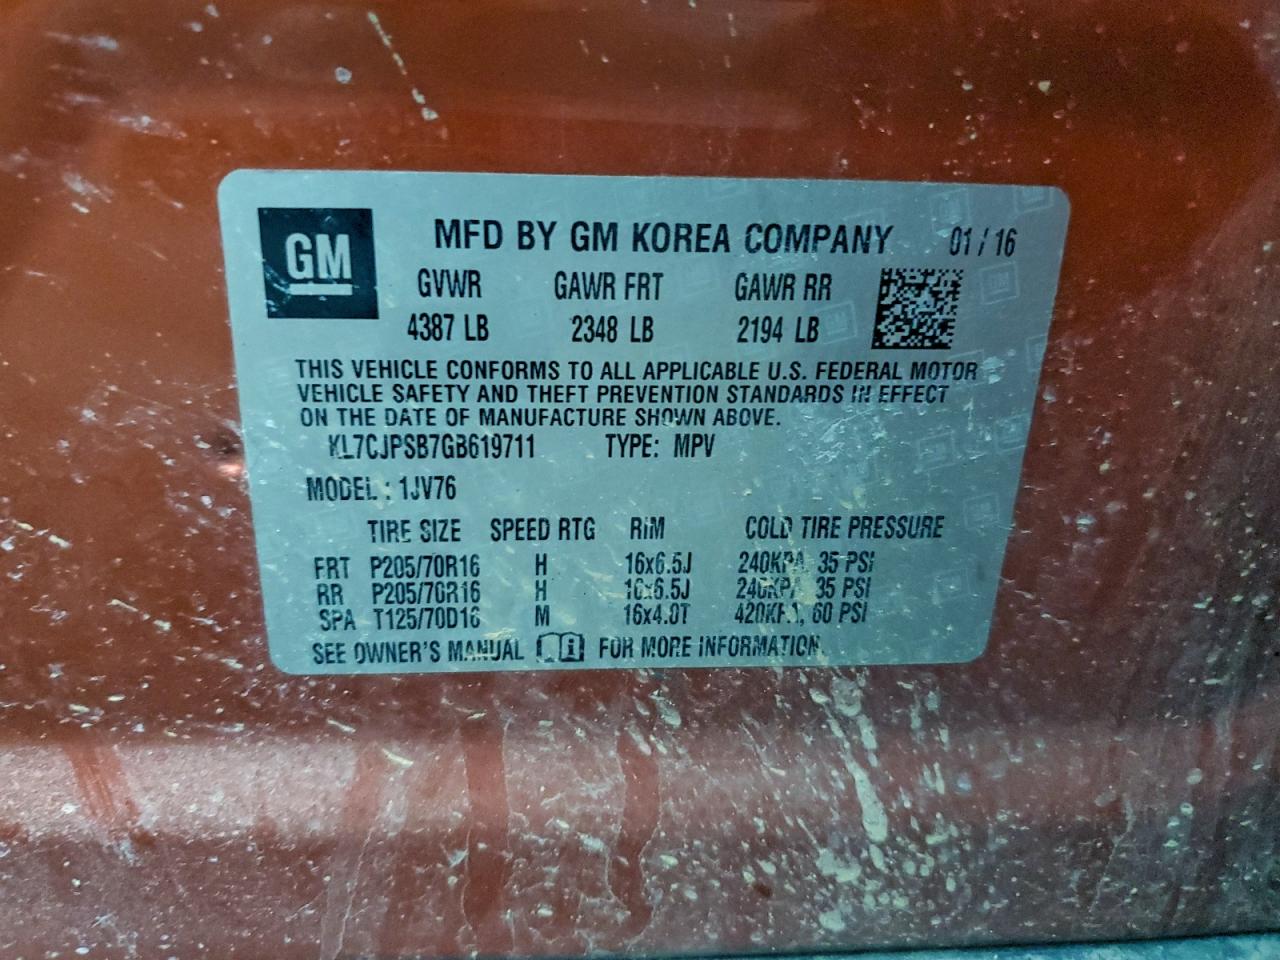 GM
MFD BY GM KOREA COMPANY 01/16
GVWR GAWR FRT GAWR RR
4387 LB 2348 LB 2194 LB
THIS VEHICLE CONFORMS TO ALL APPLICABLE U.S. FEDERAL MOTOR
VEHICLE SAFETY AND THEFT PREVENTION STANDARDS IN EFFECT
ON THE DATE OF MANUFACTURE SHOWN ABOVE.
KL7CJPSB7GB619711 TYPE: MPV
MODEL : 1JV76
TIRE SIZE SPEED RTG RIM COLD TIRE PRESSURE
FRT P205/70R16 H 16x6.5J 240KPA, 35 PSI
RR P205/70R16 H 16x6.5J 240KPA, 35 PSI
SPA T125/70D16 M 16x4.0T 420KPA, 60 PSI
SEE OWNER'S MANUAL FOR MORE INFORMATION.